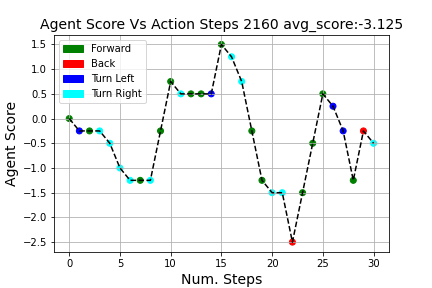 Agent Score Vs Action Steps 2160 avg_score:-3.125
Agent Score
1.5
1.0
0.5
0.0
−0.5
−1.0
−1.5
−2.0
−2.5
Forward
Back
Turn Left
Turn Right
0 5 10 15 20 25 30
Num. Steps